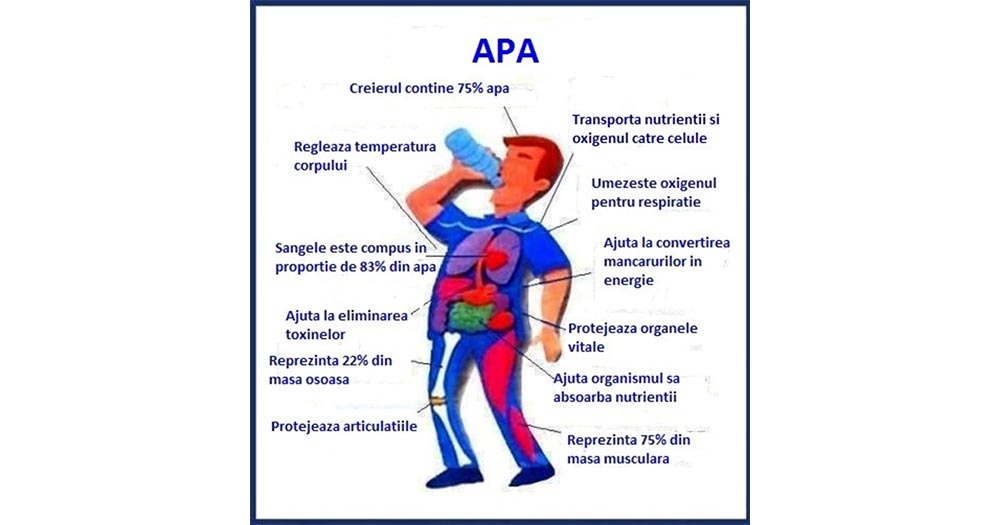 APA
Creierul contine 75% apa
Transporta nutrientii si
oxigenul catre celule
Regleaza temperatura
corpului
Umezeste oxigenul
pentru respiratie
Sangele este compus in
proportie de 83% din apa
Ajuta la convertirea
mancarurilor in
energie
Ajuta la eliminarea
toxinelor
Protejeaza organele
vitale
Reprezinta 22% din
masa osoasa
Ajuta organismul sa
absoarba nutrientii
Protejeaza articulatiile
Reprezinta 75% din
masa musculara